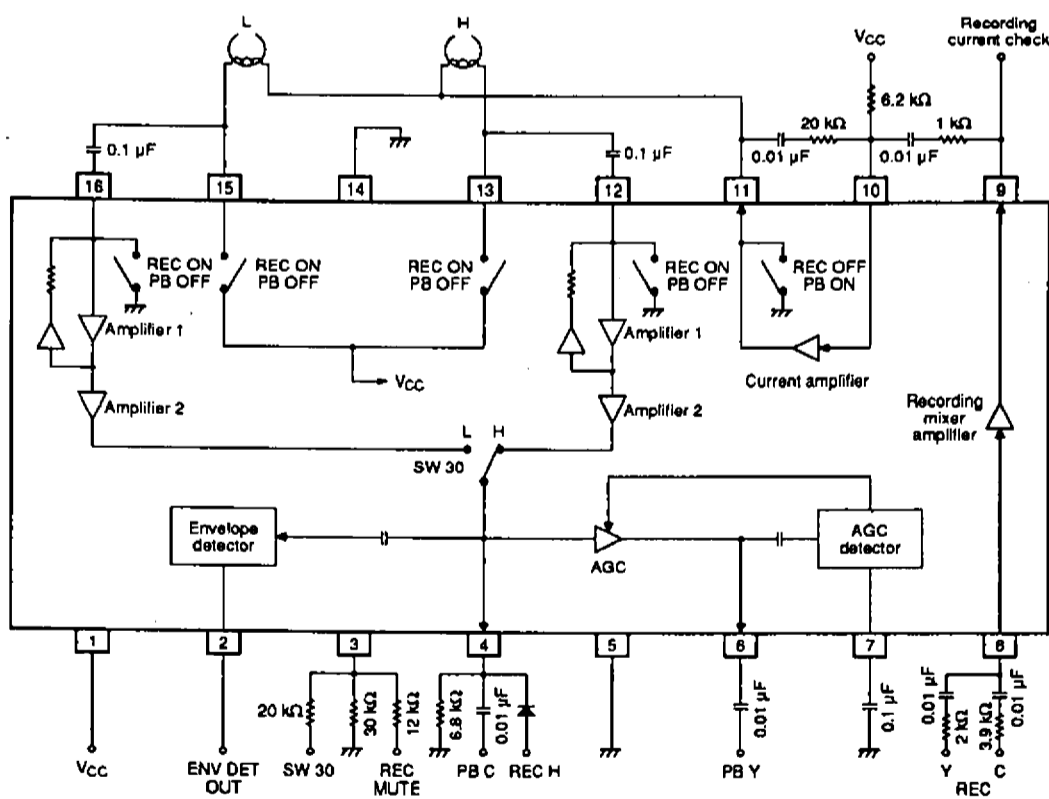 L
H
VCC
Recording
current check
6.2 kΩ
20 kΩ
1 kΩ
0.1 µF
0.1 µF
0.01 µF
0.01 µF
16
15
14
13
12
11
10
9
REC ON
PB OFF
REC ON
PB OFF
REC ON
PB OFF
REC ON
PB OFF
REC OFF
PB ON
Amplifier 1
Amplifier 1
VCC
Current amplifier
Amplifier 2
Amplifier 2
Recording
mixer
amplifier
L
H
SW 30
Envelope
detector
AGC
AGC
detector
1
2
3
4
5
6
7
8
20 kΩ
30 kΩ
12 kΩ
6.8 kΩ
0.01 µF
0.01 µF
0.1 µF
0.01 µF
2 kΩ
3.9 kΩ
0.01 µF
VCC
ENV DET
OUT
SW 30
REC
MUTE
PB C
REC H
PB Y
Y
C
REC